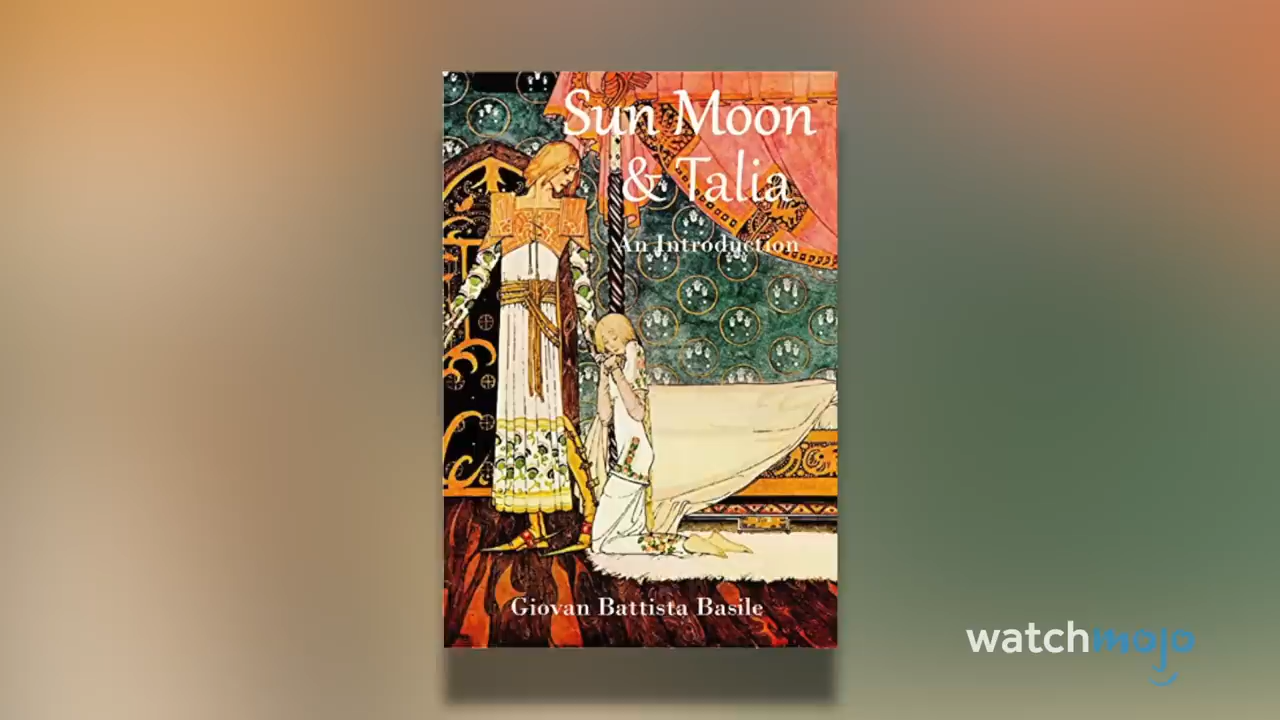 Sun Moon
& Talia
An Introduction
Giovan Battista Basile
watchmojo